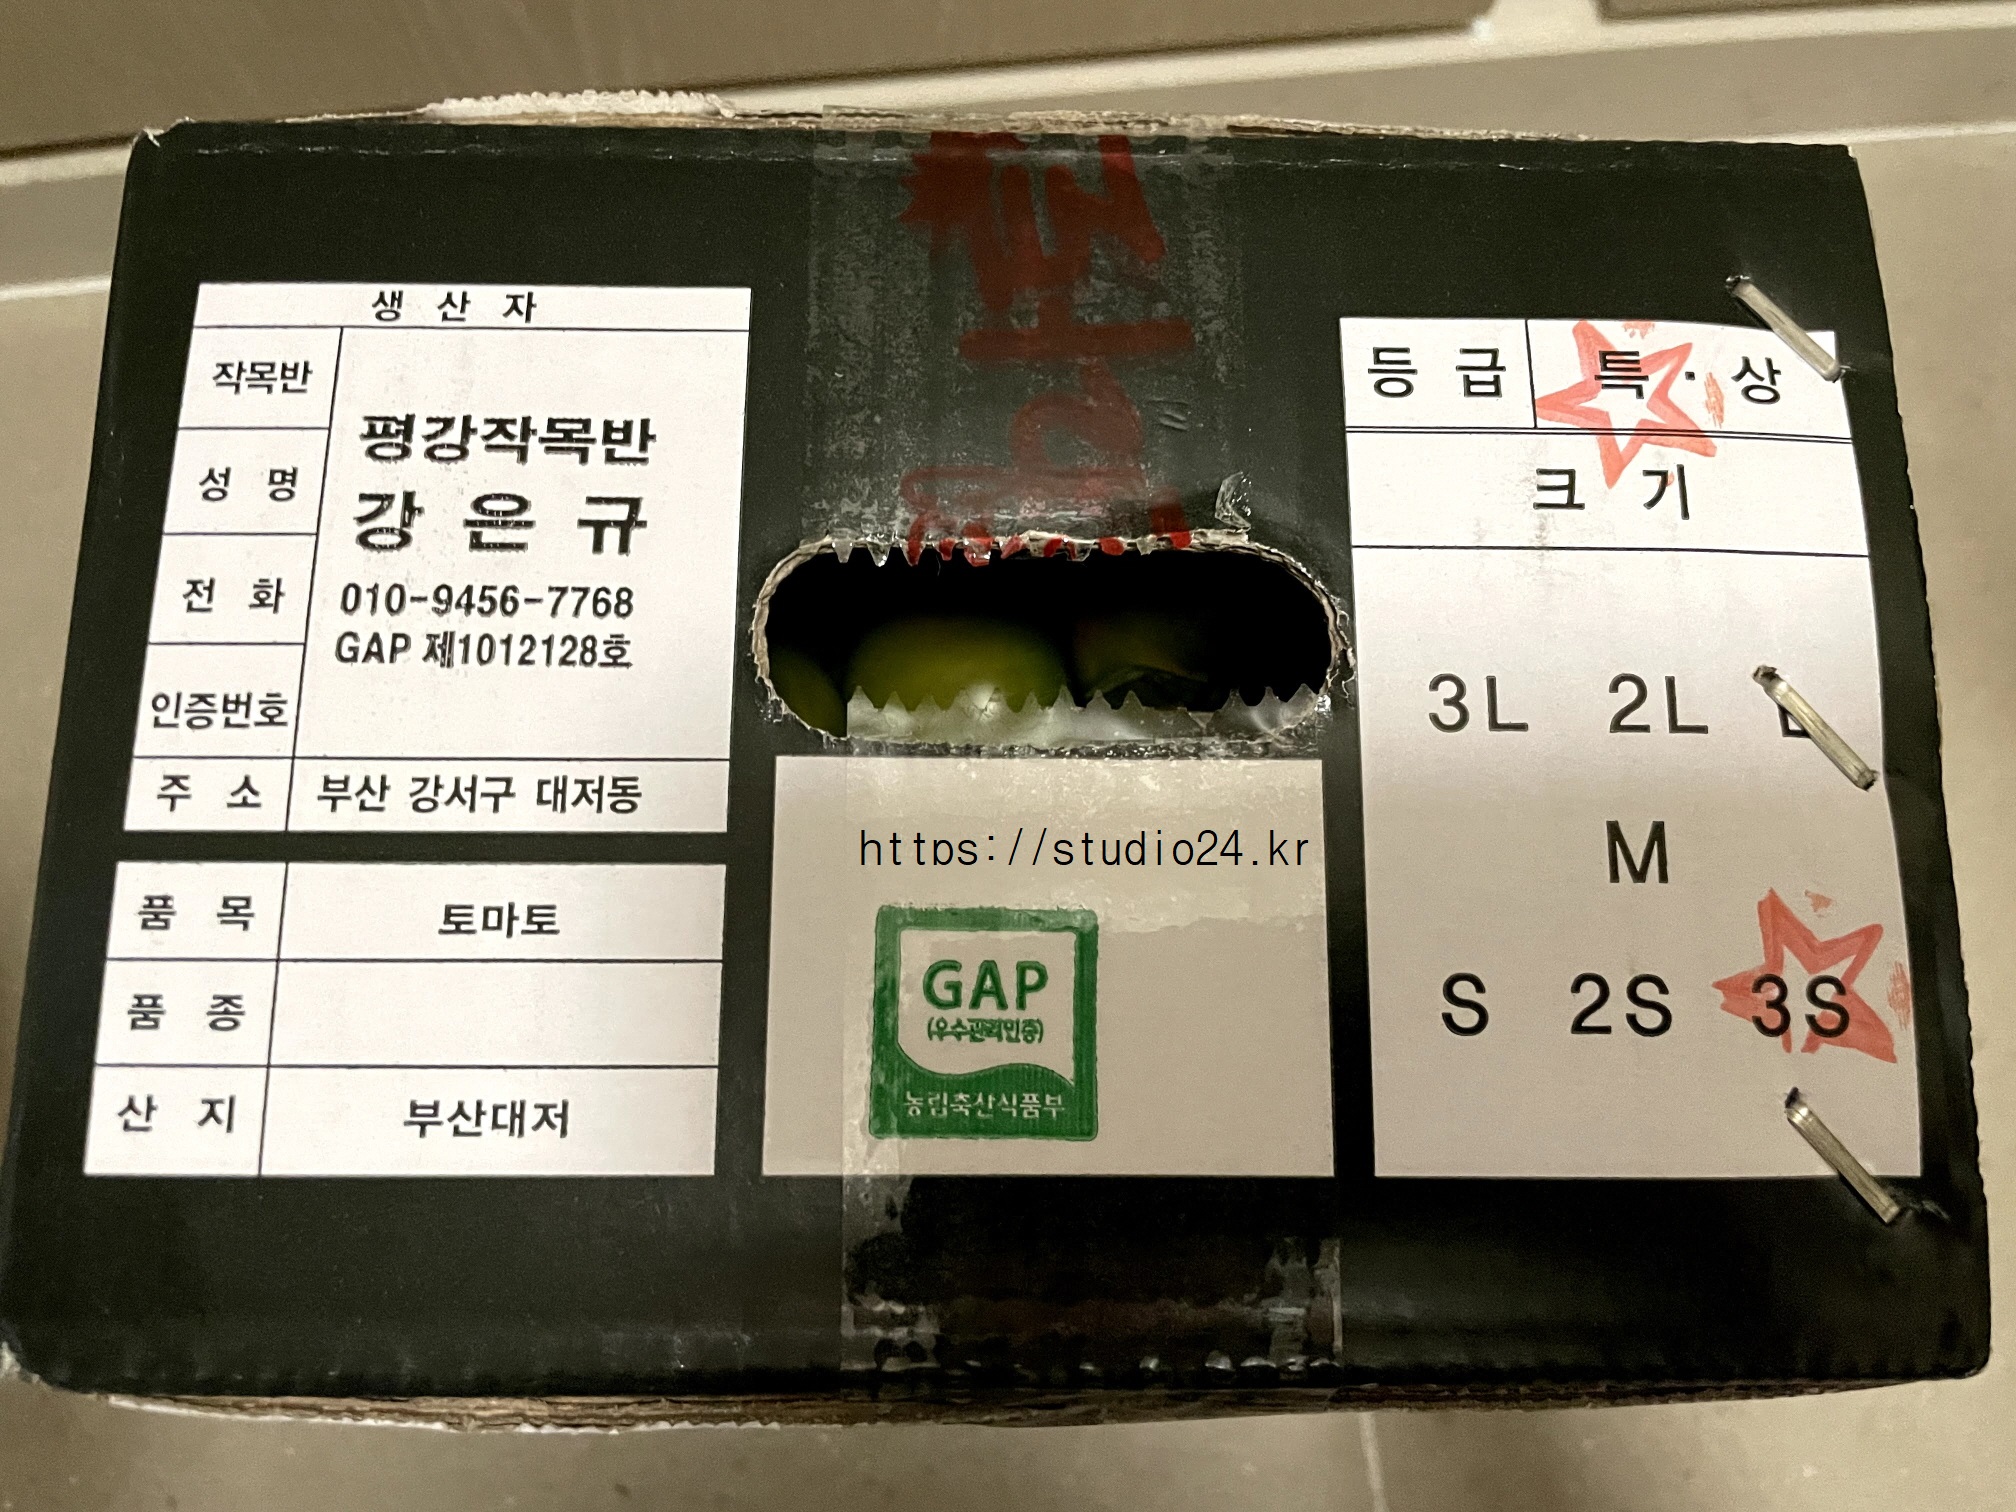 생 산 자
작목반
평강작목반
성 명
강 은 규
전 화
010-9456-7768
GAP 제1012128호
인증번호
주 소 부산 강서구 대저동
품 목 토마토
품 종
산 지 부산대저
https://studio24.kr
GAP
(우수관리인증)
농림축산식품부
등 급 특 · 상
크 기
3L 2L L
M
S 2S 3S